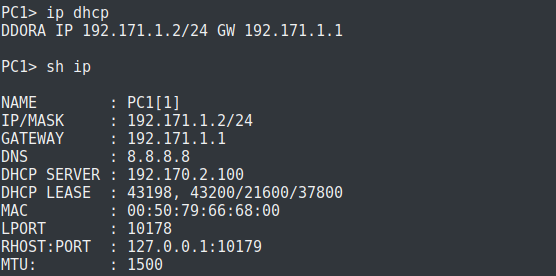 PC1> ip dhcp
DDORA IP 192.171.1.2/24 GW 192.171.1.1
PC1> sh ip
NAME : PC1[1]
IP/MASK : 192.171.1.2/24
GATEWAY : 192.171.1.1
DNS : 8.8.8.8
DHCP SERVER : 192.170.2.100
DHCP LEASE : 43198, 43200/21600/37800
MAC : 00:50:79:66:68:00
LPORT : 10178
RHOST:PORT : 127.0.0.1:10179
MTU: : 1500